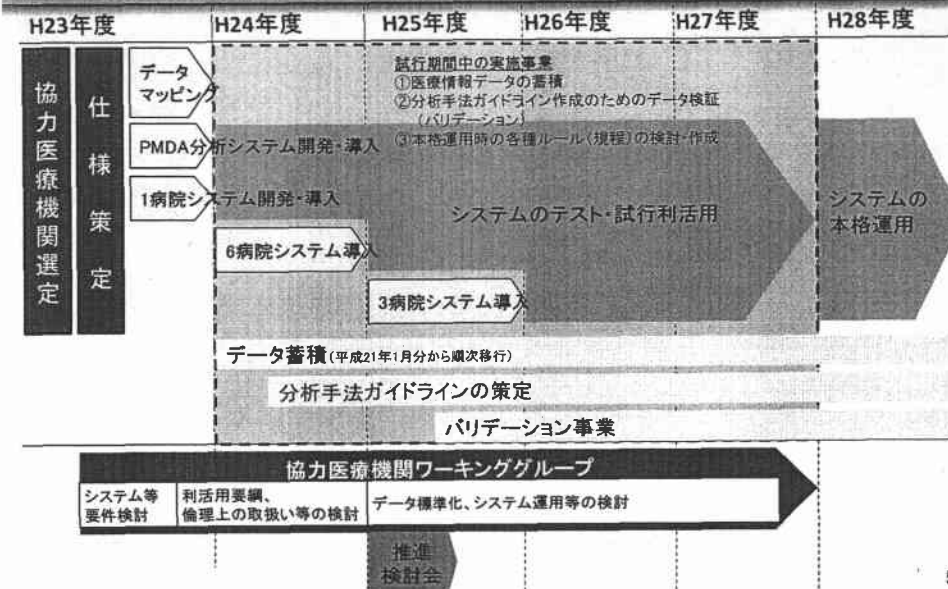 H23年度
H24年度
H25年度
H26年度
H27年度
H28年度
協力医療機関選定
仕様策定
データ
マッピング
PMDA分析システム開発・導入
1病院システム開発・導入
6病院システム導入
3病院システム導入
試行期間中の実施事業
①医療情報データの蓄積
②分析手法ガイドライン作成のためのデータ検証
(バリデーション)
③本格運用時の各種ルール(規程)の検討・作成
システムのテスト・試行利活用
システムの
本格運用
データ蓄積(平成21年1月分から順次移行)
分析手法ガイドラインの策定
バリデーション事業
協力医療機関ワーキンググループ
システム等
要件検討
利活用要綱、
倫理上の取扱い等の検討
データ標準化、システム運用等の検討
推進
検討会